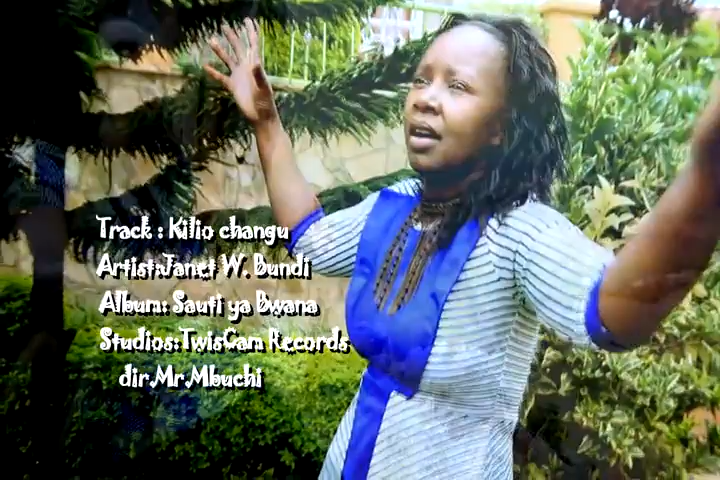 Track : Kilio changu
Artist:Janet W. Bundi
Album: Sauti ya Bwana
Studios:TwisCam Records
dir.Mr.Mbuchi